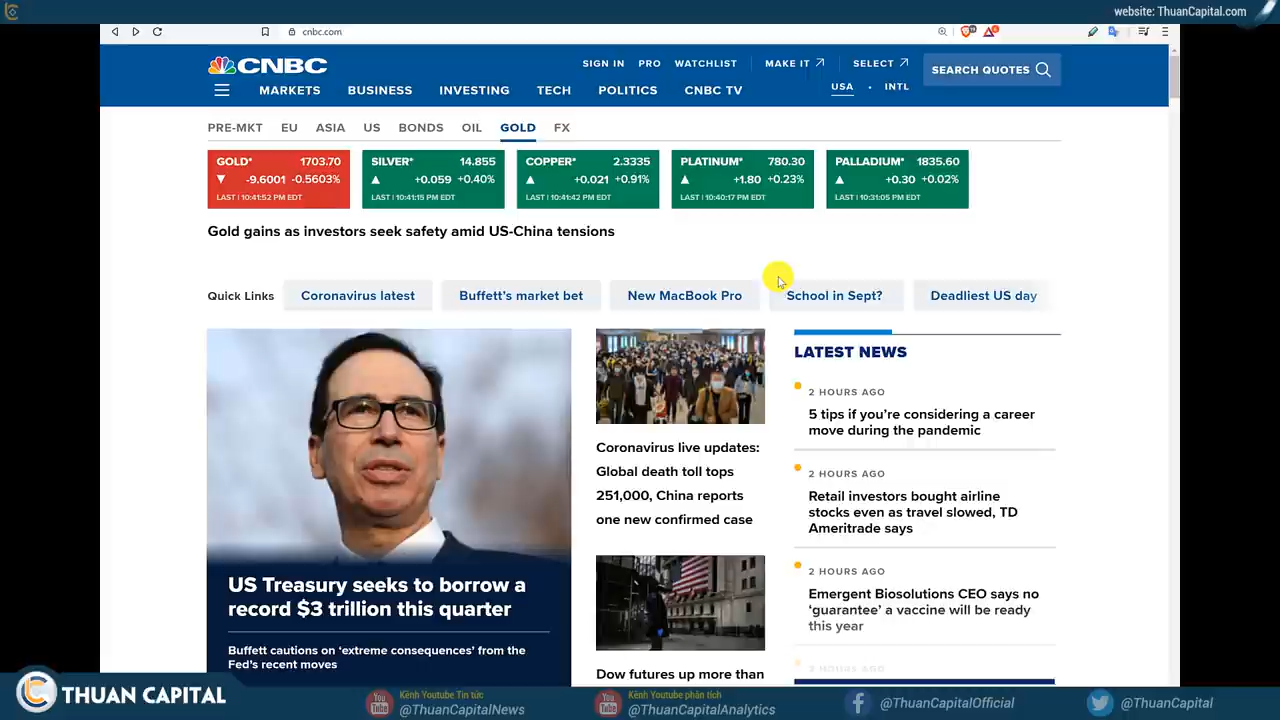 website: ThuanCapital.com
cnbc.com
CNBC
SIGN IN PRO WATCHLIST MAKE IT SELECT
SEARCH QUOTES
MARKETS BUSINESS INVESTING TECH POLITICS CNBC TV
USA • INTL
PRE-MKT EU ASIA US BONDS OIL GOLD FX
GOLD* 1703.70
-9.6001 -0.5603%
LAST | 10:41:52 PM EDT
SILVER* 14.855
+0.059 +0.40%
LAST | 10:41:15 PM EDT
COPPER* 2.3335
+0.021 +0.91%
LAST | 10:41:42 PM EDT
PLATINUM* 780.30
+1.80 +0.23%
LAST | 10:40:17 PM EDT
PALLADIUM* 1835.60
+0.30 +0.02%
LAST | 10:31:05 PM EDT
Gold gains as investors seek safety amid US-China tensions
Quick Links
Coronavirus latest
Buffett's market bet
New MacBook Pro
School in Sept?
Deadliest US day
US Treasury seeks to borrow a
record $3 trillion this quarter
Buffett cautions on ‘extreme consequences’ from the
Fed's recent moves
Coronavirus live updates:
Global death toll tops
251,000, China reports
one new confirmed case
Dow futures up more than
LATEST NEWS
2 HOURS AGO
5 tips if you’re considering a career
move during the pandemic
2 HOURS AGO
Retail investors bought airline
stocks even as travel slowed, TD
Ameritrade says
2 HOURS AGO
Emergent Biosolutions CEO says no
‘guarantee’ a vaccine will be ready
this year
2 HOURS AGO
THUAN CAPITAL
You Tube
Kênh Youtube Tin tức:
@ThuanCapitalNews
You Tube
Kênh Youtube phân tích
@ThuanCapitalAnalytics
@ThuanCapitalOfficial
@ThuanCapital